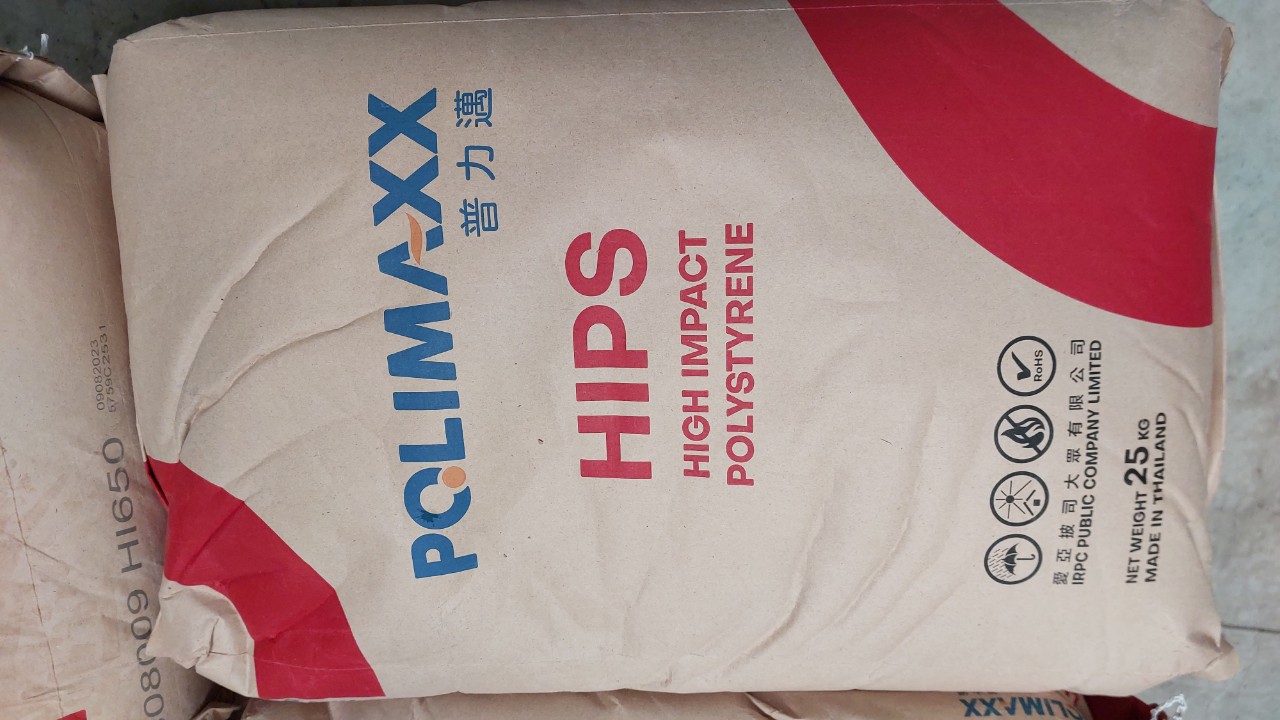 POLIMAXX
普力邁
HIPS
HIGH IMPACT
POLYSTYRENE
RoHS
愛亞披司大眾有限公司
IRPC PUBLIC COMPANY LIMITED
NET WEIGHT 25 KG
MADE IN THAILAND
09082023
HI650
OLIMAXX